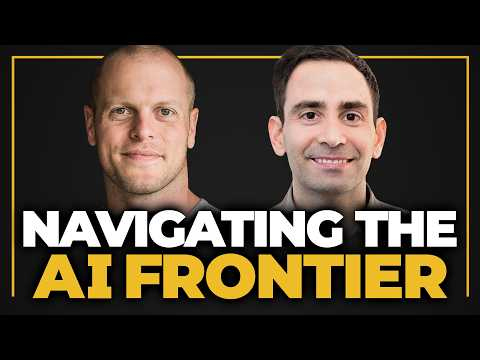 NAVIGATING THE
AI FRONTIER